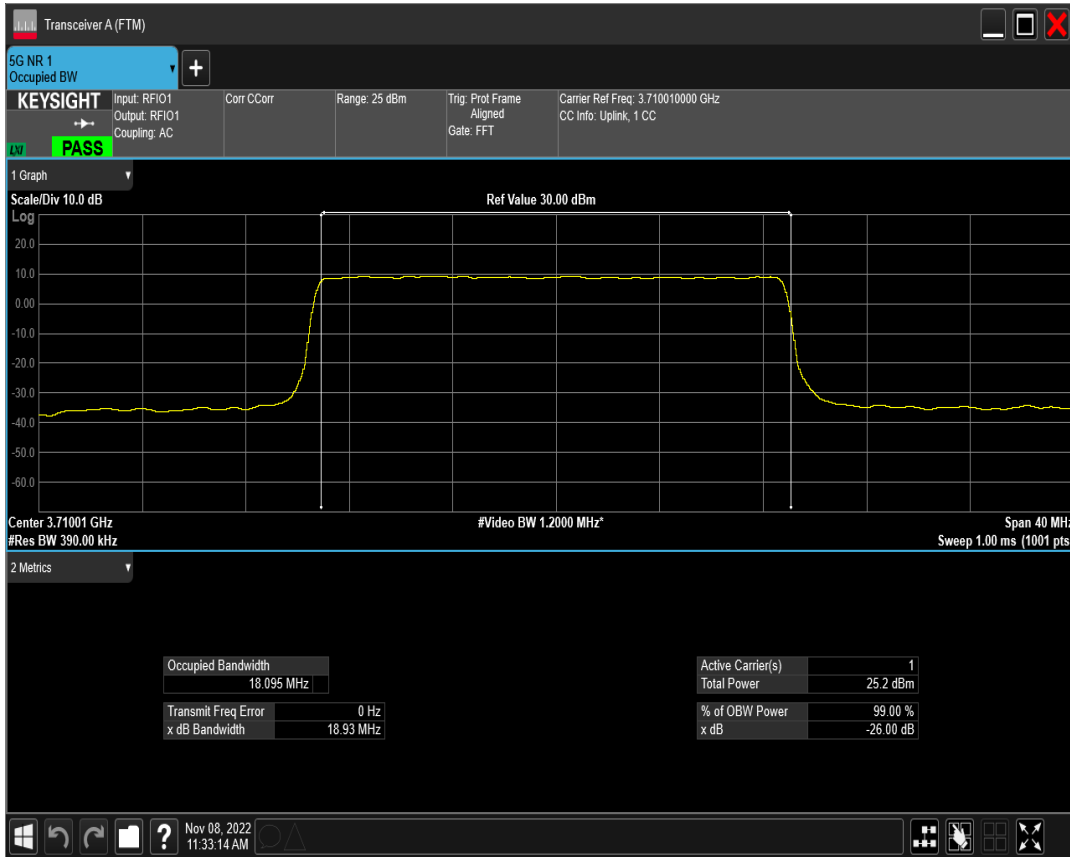 Transceiver A (FTM)
5G NR 1
Occupied BW
+
KEYSIGHT
LXI
PASS
Input: RFIO1
Output: RFIO1
Coupling: AC
Corr CCorr
Range: 25 dBm
Trig: Prot Frame
Aligned
Gate: FFT
Carrier Ref Freq: 3.710010000 GHz
CC Info: Uplink, 1 CC
1 Graph
Scale/Div 10.0 dB
Ref Value 30.00 dBm
Log
20.0
10.0
0.00
-10.0
-20.0
-30.0
-40.0
-50.0
-60.0
Center 3.71001 GHz
#Video BW 1.2000 MHz*
Span 40 MHz
#Res BW 390.00 kHz
Sweep 1.00 ms (1001 pts
2 Metrics
Occupied Bandwidth
18.095 MHz
Transmit Freq Error 0 Hz
x dB Bandwidth 18.93 MHz
Active Carrier(s) 1
Total Power 25.2 dBm
% of OBW Power 99.00 %
x dB -26.00 dB
?
Nov 08, 2022
11:33:14 AM